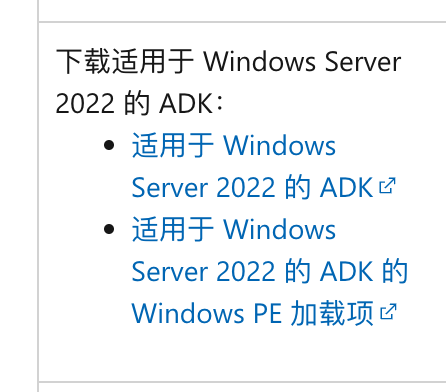 下载适用于 Windows Server
2022 的 ADK：
• 适用于 Windows
Server 2022 的 ADK
• 适用于 Windows
Server 2022 的 ADK 的
Windows PE 加载项